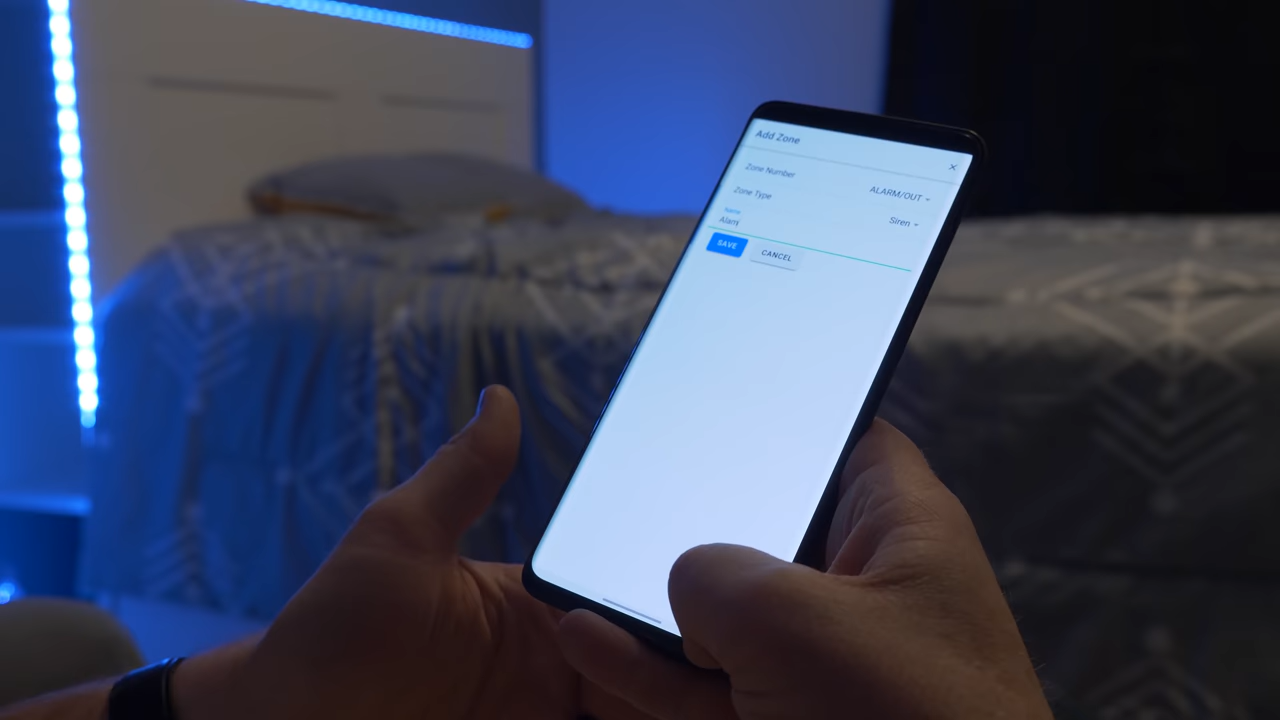 Add Zone
×
Zone Number
ALARM/OUT
Zone Type
Siren
Name
Alarm
SAVE
CANCEL